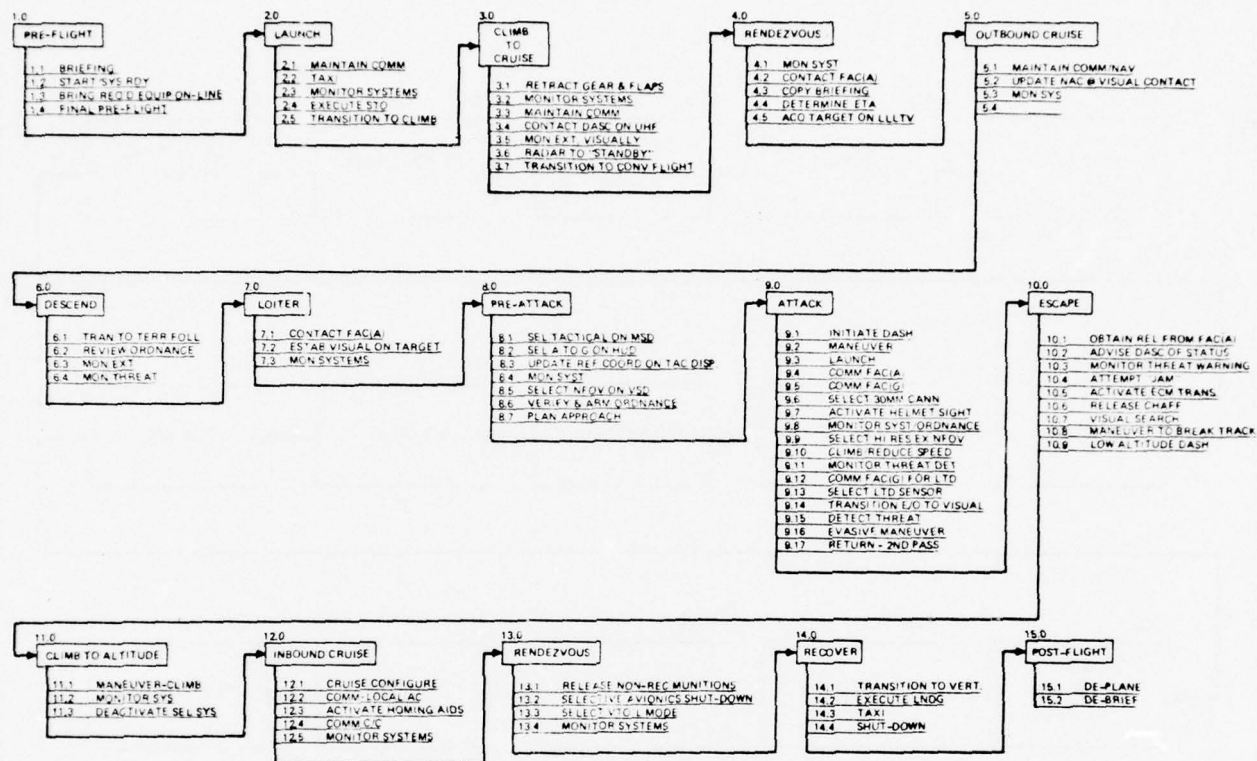 1.0
PRE-FLIGHT
1.1 BRIEFING
1.2 START SYS RDY
1.3 BRING REQ'D EQUIP ON-LINE
1.4 FINAL PRE-FLIGHT
2.0
LAUNCH
2.1 MAINTAIN COMM
2.2 TAXI
2.3 MONITOR SYSTEMS
2.4 EXECUTE STO
2.5 TRANSITION TO CLIMB
3.0
CLIMB
TO
CRUISE
3.1 RETRACT GEAR & FLAPS
3.2 MONITOR SYSTEMS
3.3 MAINTAIN COMM
3.4 CONTACT DASC ON UHF
3.5 MON EXT. VISUALLY
3.6 RADAR TO "STANDBY"
3.7 TRANSITION TO CONV FLIGHT
4.0
RENDEZVOUS
4.1 MON SYST
4.2 CONTACT FAC(A)
4.3 COPY BRIEFING
4.4 DETERMINE ETA
4.5 ACQ TARGET ON LLLTV
5.0
OUTBOUND CRUISE
5.1 MAINTAIN COMM/NAV
5.2 UPDATE NAC @ VISUAL CONTACT
5.3 MON SYS
5.4
6.0
DESCEND
6.1 TRAN TO TERR FOLL
6.2 REVIEW ORDNANCE
6.3 MON EXT
6.4 MON THREAT
7.0
LOITER
7.1 CONTACT FAC(A)
7.2 ESTAB VISUAL ON TARGET
7.3 MON SYSTEMS
8.0
PRE-ATTACK
8.1 SEL TACTICAL ON MSD
8.2 SEL A TO G ON HUD
8.3 UPDATE REF COORD ON TAC DISP
8.4 MON SYST
8.5 SELECT NFOV ON VSD
8.6 VERIFY & ARM ORDNANCE
8.7 PLAN APPROACH
9.0
ATTACK
9.1 INITIATE DASH
9.2 MANEUVER
9.3 LAUNCH
9.4 COMM FAC(A)
9.5 COMM FAC(G)
9.6 SELECT 30MM CANN
9.7 ACTIVATE HELMET SIGHT
9.8 MONITOR SYST ORDNANCE
9.9 SELECT HI RES EX NFOV
9.10 CLIMB REDUCE SPEED
9.11 MONITOR THREAT DET
9.12 COMM FAC(G) FOR LTD
9.13 SELECT LTD SENSOR
9.14 TRANSITION E/O TO VISUAL
9.15 DETECT THREAT
9.16 EVASIVE MANEUVER
9.17 RETURN - 2ND PASS
10.0
ESCAPE
10.1 OBTAIN REL FROM FAC(A)
10.2 ADVISE DASC OF STATUS
10.3 MONITOR THREAT WARNING
10.4 ATTEMPT JAM
10.5 ACTIVATE ECM TRANS.
10.6 RELEASE CHAFF
10.7 VISUAL SEARCH
10.8 MANEUVER TO BREAK TRACK
10.9 LOW ALTITUDE DASH
11.0
CLIMB TO ALTITUDE
11.1 MANEUVER-CLIMB
11.2 MONITOR SYS
11.3 DEACTIVATE SEL SYS
12.0
INBOUND CRUISE
12.1 CRUISE CONFIGURE
12.2 COMM-LOCAL AC
12.3 ACTIVATE HOMING AIDS
12.4 COMM C/C
12.5 MONITOR SYSTEMS
13.0
RENDEZVOUS
13.1 RELEASE NON-REC MUNITIONS
13.2 SELECTIVE AVIONICS SHUT-DOWN
13.3 SELECT VTOL MODE
13.4 MONITOR SYSTEMS
14.0
RECOVER
14.1 TRANSITION TO VERT.
14.2 EXECUTE LNDG
14.3 TAXI
14.4 SHUT-DOWN
15.0
POST-FLIGHT
15.1 DE-PLANE
15.2 DE-BRIEF